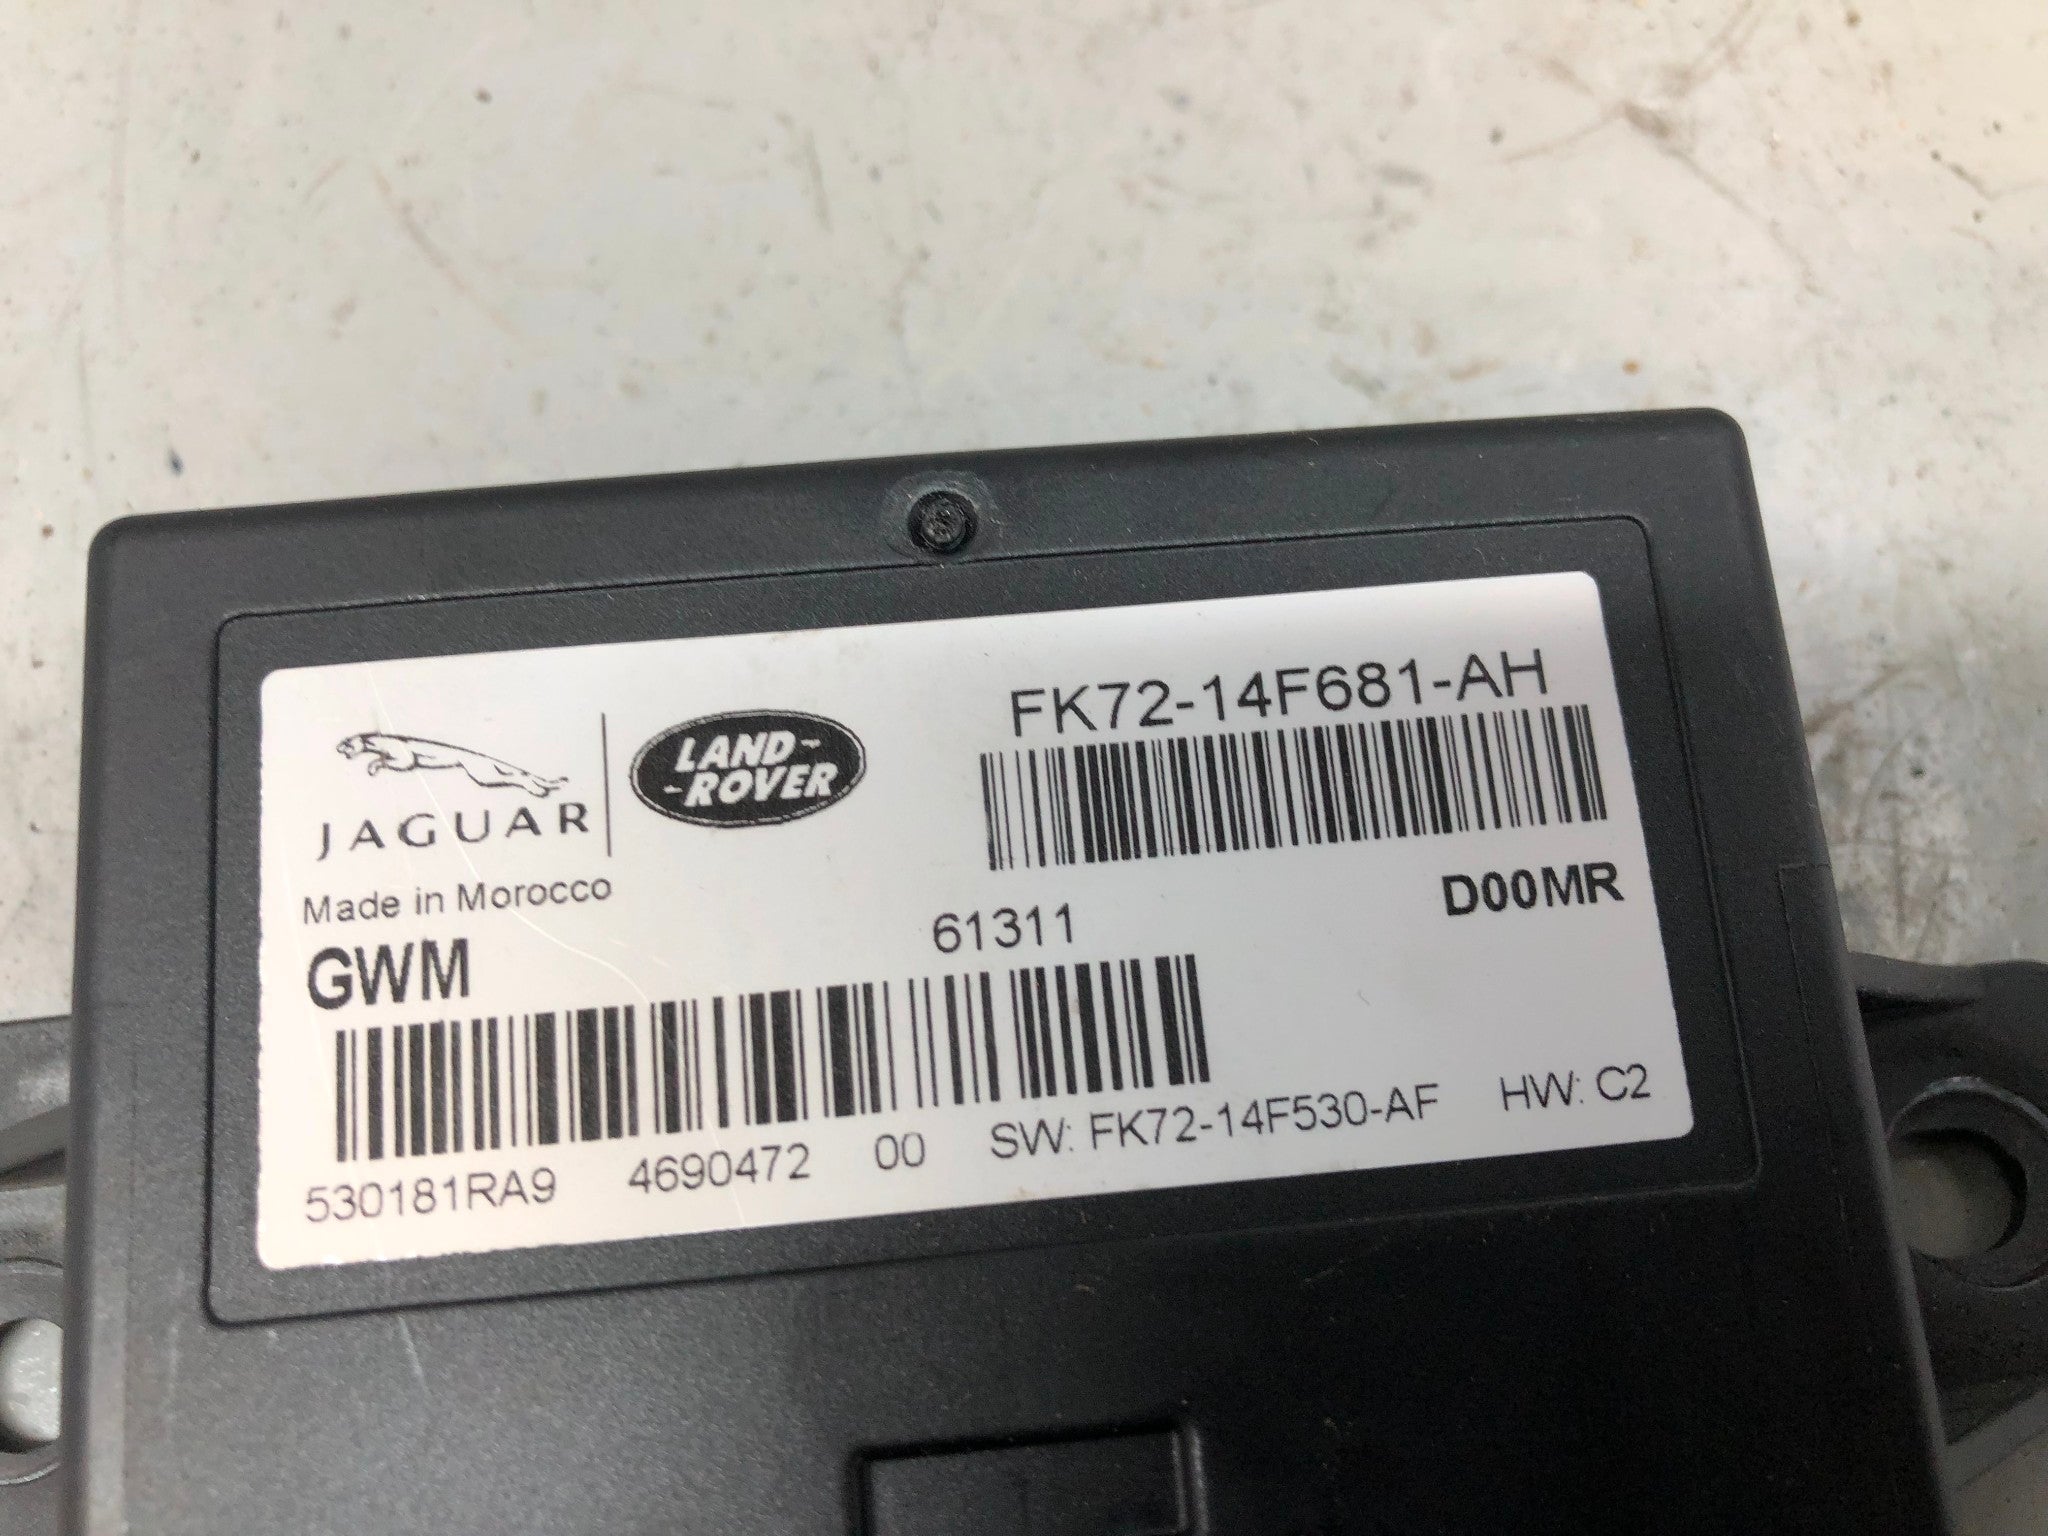 FK72-14F681-AH
JAGUAR
LAND-
-ROVER
Made in Morocco
D00MR
GWM
61311
530181RA9 4690472 00 SW: FK72-14F530-AF HW: C2